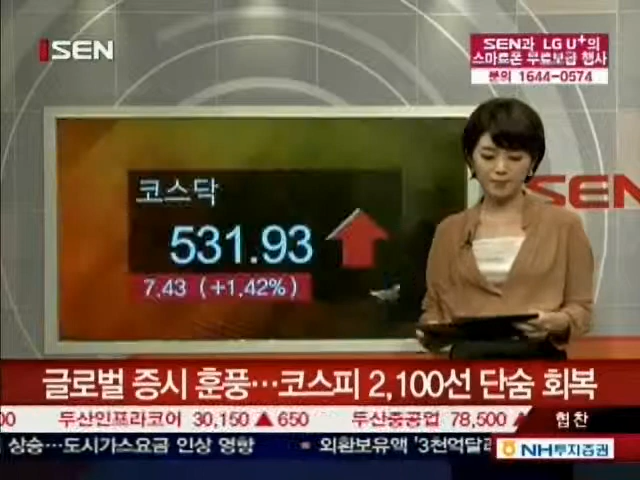 SEN
SEN과 LG U+의
스마트폰 무료보급 행사
문의 1644-0574
코스닥
531.93
7.43 (+1.42%)
SEN
글로벌 증시 훈풍…코스피 2,100선 단숨 회복
00 두산인프라코어 30,150▲650 두산중공업 78,500▲ 힘찬
상승…도시가스요금 인상 영향 ▪ 외환보유액 '3천억달러 NH투자증권